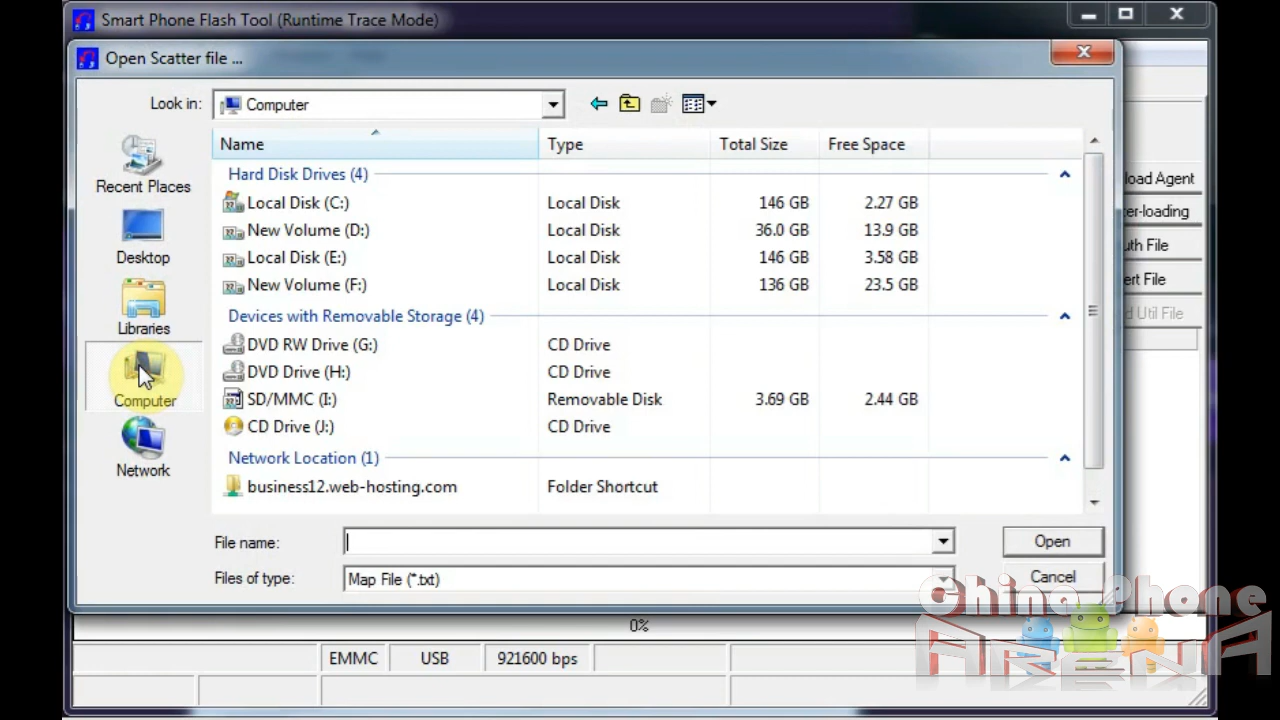 Smart Phone Flash Tool (Runtime Trace Mode)
Open Scatter file ...
Look in:
Computer
Name Type Total Size Free Space
Hard Disk Drives (4)
Local Disk (C:) Local Disk 146 GB 2.27 GB
New Volume (D:) Local Disk 36.0 GB 13.9 GB
Local Disk (E:) Local Disk 146 GB 3.58 GB
New Volume (F:) Local Disk 136 GB 23.5 GB
Devices with Removable Storage (4)
DVD RW Drive (G:) CD Drive
DVD Drive (H:) CD Drive
SD/MMC (I:) Removable Disk 3.69 GB 2.44 GB
CD Drive (J:) CD Drive
Network Location (1)
business12.web-hosting.com Folder Shortcut
Recent Places
Desktop
Libraries
Computer
Network
load Agent
ter-loading
uth File
ert File
d Util File
File name:
Open
Files of type: Map File (*.txt)
Cancel
0%
EMMC USB 921600 bps
China Phone
ARENA